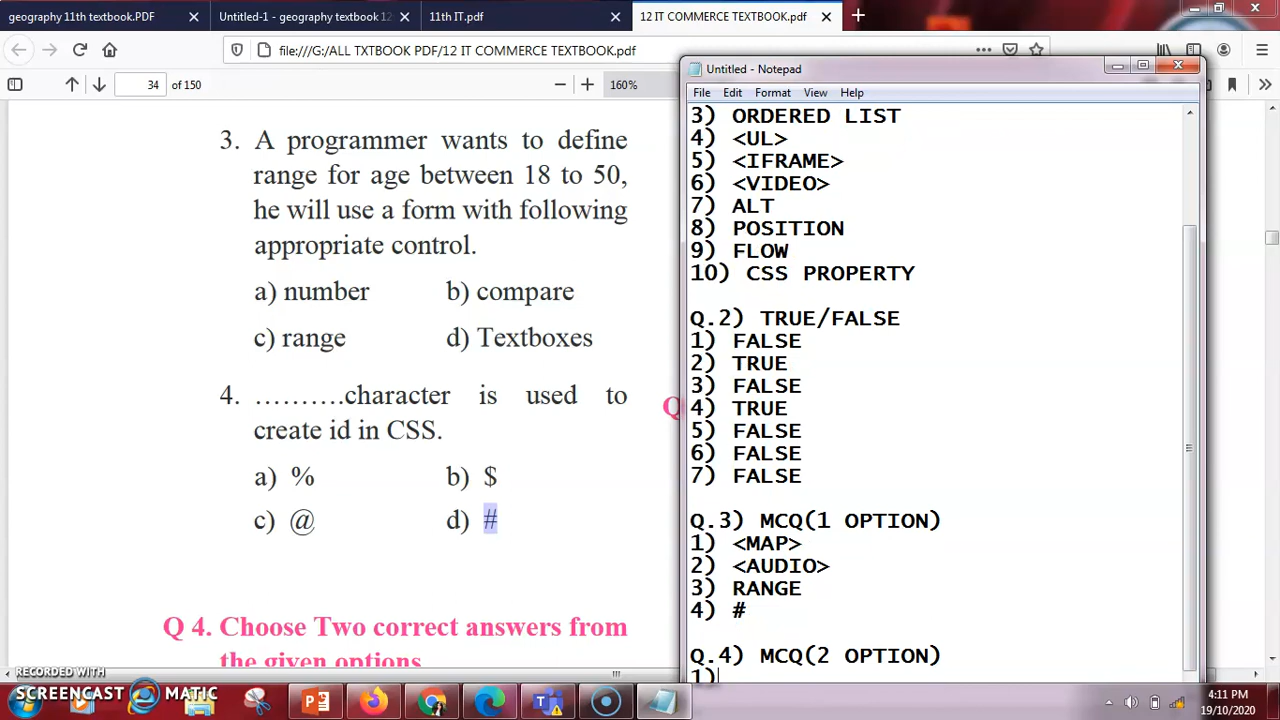 geography 11th textbook.PDF
Untitled-1 - geography textbook 12
11th IT.pdf
12 IT COMMERCE TEXTBOOK.pdf
file:///G:/ALL TXTBOOK PDF/12 IT COMMERCE TEXTBOOK.pdf
34 of 150
160%
3. A programmer wants to define
range for age between 18 to 50,
he will use a form with following
appropriate control.
a) number b) compare
c) range d) Textboxes
4. ……….character is used to
create id in CSS.
a) % b) $
c) @ d) #
Q 4. Choose Two correct answers from
the given options
Q
Untitled - Notepad
File Edit Format View Help
3) ORDERED LIST
4) <UL>
5) <IFRAME>
6) <VIDEO>
7) ALT
8) POSITION
9) FLOW
10) CSS PROPERTY
Q.2) TRUE/FALSE
1) FALSE
2) TRUE
3) FALSE
4) TRUE
5) FALSE
6) FALSE
7) FALSE
Q.3) MCQ(1 OPTION)
1) <MAP>
2) <AUDIO>
3) RANGE
4) #
Q.4) MCQ(2 OPTION)
1)
RECORDED WITH
SCREENCAST MATIC
4:11 PM
19/10/2020